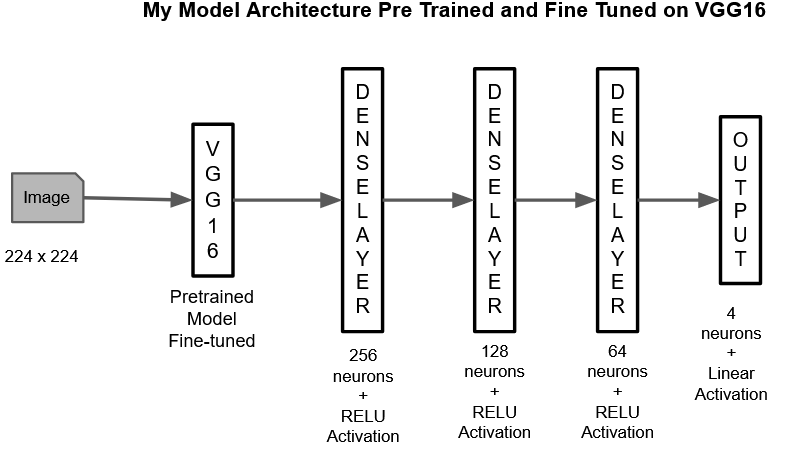 My Model Architecture Pre Trained and Fine Tuned on VGG16
Image
224 x 224
VGG16
Pretrained
Model
Fine-tuned
DENSELAYER
256
neurons
+
RELU
Activation
DENSELAYER
128
neurons
+
RELU
Activation
DENSELAYER
64
neurons
+
RELU
Activation
OUTPUT
4
neurons
+
Linear
Activation